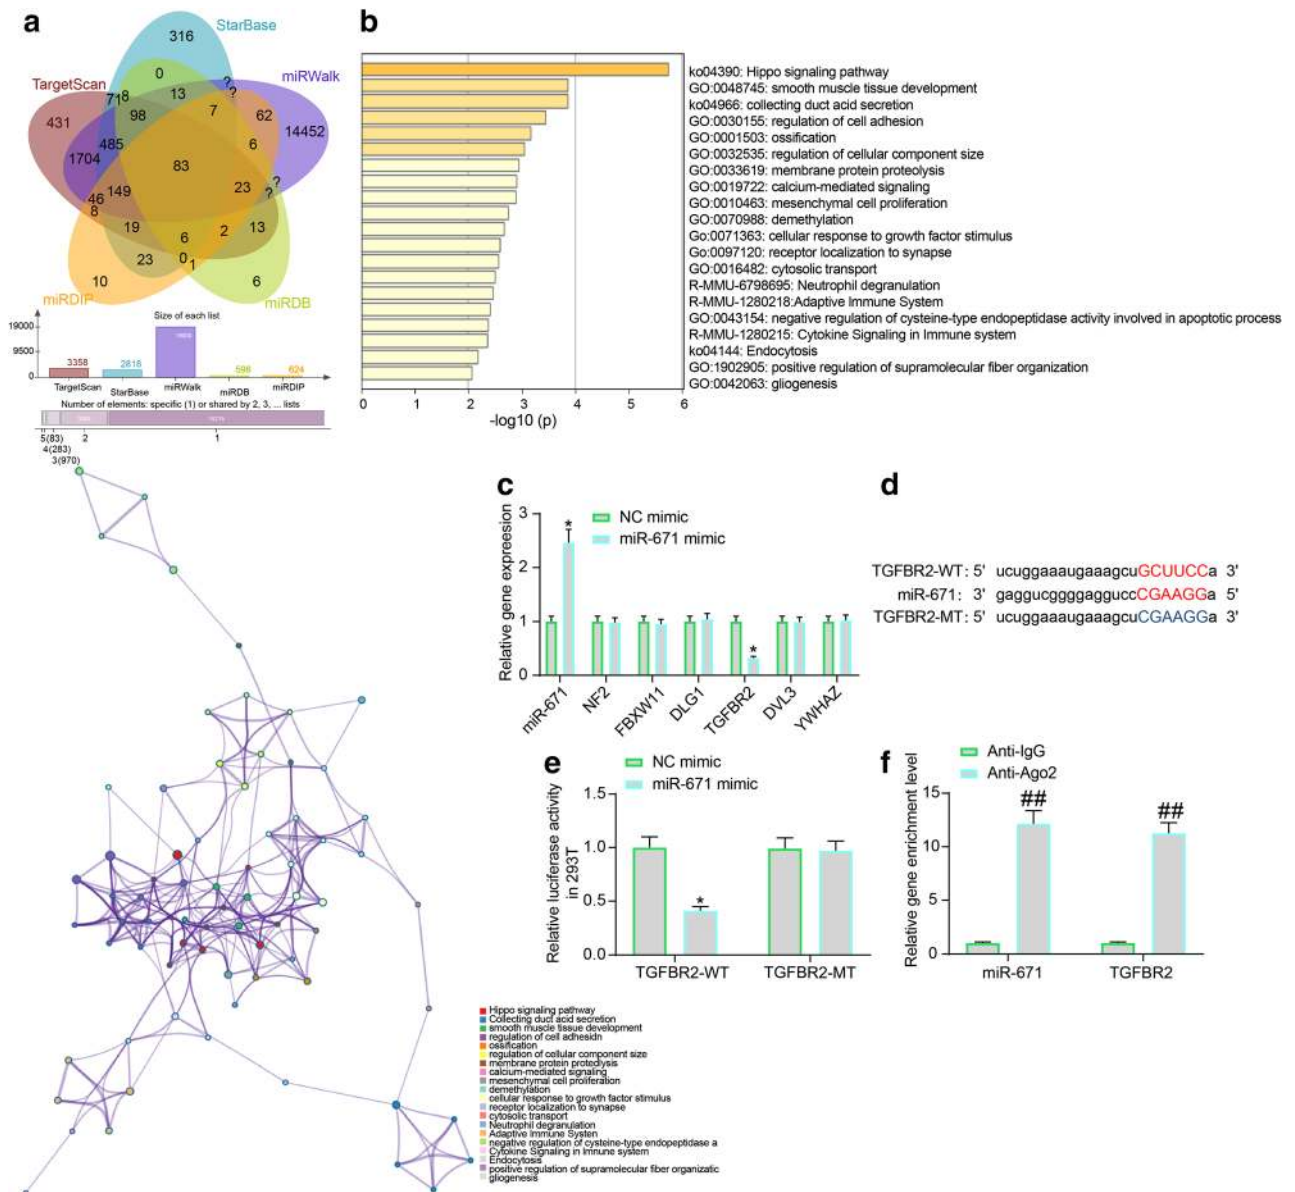 a
StarBase
316
TargetScan
0
miRWalk
?
?
718
13
7
62
14452
431
98
485
6
1704
83
149
23
?
?
46
8
19
2
13
6
23
0
1
10
6
miRDIP
miRDB
Size of each list
19000
9500
0
3358
2818
598
624
TargetScan
StarBase
miRWalk
miRDB
miRDIP
Number of elements: specific (1) or shared by 2, 3, ... lists
5(83)
4(283)
3(970)
2
1
b
ko04390: Hippo signaling pathway
GO:0048745: smooth muscle tissue development
ko04966: collecting duct acid secretion
GO:0030155: regulation of cell adhesion
GO:0001503: ossification
GO:0032535: regulation of cellular component size
GO:0033619: membrane protein proteolysis
GO:0019722: calcium-mediated signaling
GO:0010463: mesenchymal cell proliferation
GO:0070988: demethylation
Go:0071363: cellular response to growth factor stimulus
Go:0097120: receptor localization to synapse
GO:0016482: cytosolic transport
R-MMU-6798695: Neutrophil degranulation
R-MMU-1280218:Adaptive Immune System
GO:0043154: negative regulation of cysteine-type endopeptidase activity involved in apoptotic process
R-MMU-1280215: Cytokine Signaling in Immune system
ko04144: Endocytosis
GO:1902905: positive regulation of supramolecular fiber organization
GO:0042063: gliogenesis
0 1 2 3 4 5 6
-log10 (p)
c
Relative gene expreesion
3
2
1
0
NC mimic
miR-671 mimic
*
*
miR-671
NF2
FBXW11
DLG1
TGFBR2
DVL3
YWHAZ
d
TGFBR2-WT: 5' ucuggaaaugaaagcuGCUUCCa 3'
miR-671: 3' gaggucggggagguccCGAAGGa 5'
TGFBR2-MT: 5' ucuggaaaugaaagcuCGAAGGa 3'
e
NC mimic
miR-671 mimic
Relative luciferase activity
in 293T
1.5
1.0
0.5
0.0
*
TGFBR2-WT
TGFBR2-MT
f
Anti-IgG
Anti-Ago2
Relative gene enrichment level
15
10
5
0
##
##
miR-671
TGFBR2
Hippo signaling pathway
Collecting duct acid secretion
smooth muscle tissue development
regulation of cell adhesidn
ossification
regulation of cellular component size
membrane protein protedlysis
calcium-mediated signaling
mesenchymal cell proliferation
demethylation
cellular response to growth factor stimulus
receptor localization to synapse
cytosolic transport
Neutrophil degranulation
Adaptive Immune Systen
negative regulation of cysteine-type endopeptidase a
Cytokine Signaling in Imnune system
Endocytosis
positive regulation of supramolecular fiber organizatic
gliogenesis